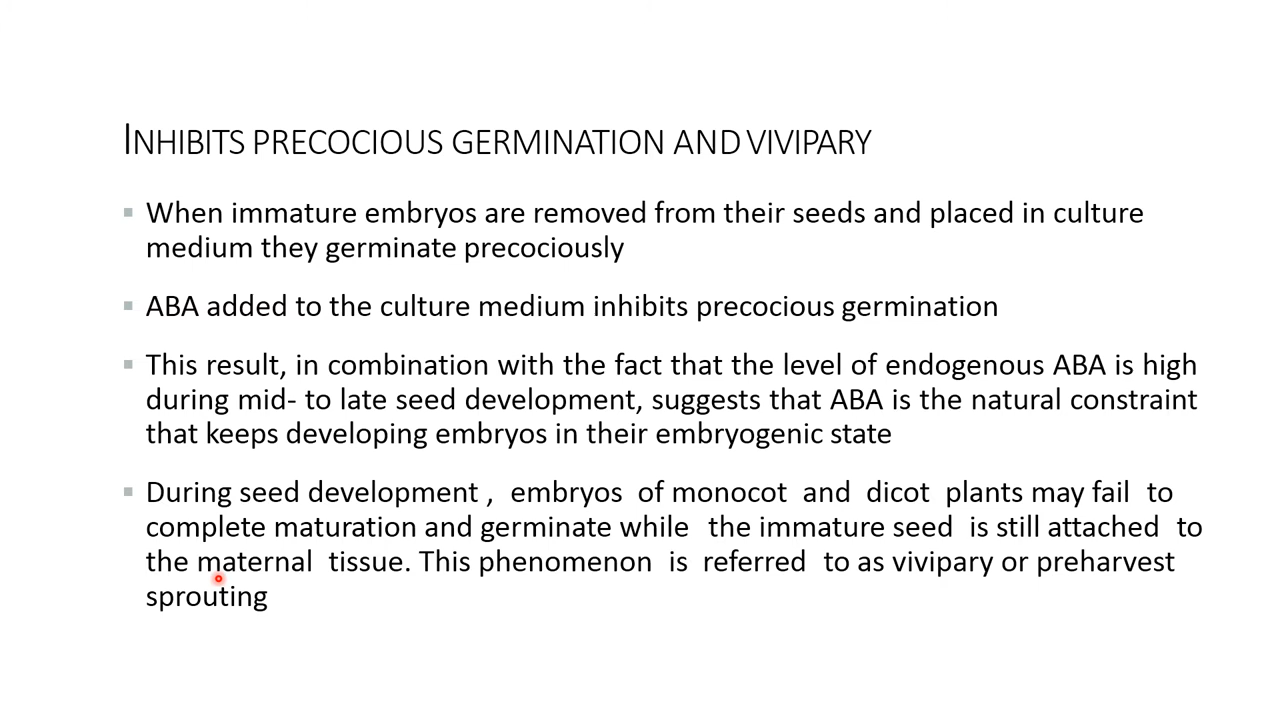 INHIBITS PRECOCIOUS GERMINATION AND VIVIPARY
▪ When immature embryos are removed from their seeds and placed in culture
medium they germinate precociously
▪ ABA added to the culture medium inhibits precocious germination
▪ This result, in combination with the fact that the level of endogenous ABA is high
during mid- to late seed development, suggests that ABA is the natural constraint
that keeps developing embryos in their embryogenic state
▪ During seed development , embryos of monocot and dicot plants may fail to
complete maturation and germinate while the immature seed is still attached to
the maternal tissue. This phenomenon is referred to as vivipary or preharvest
sprouting